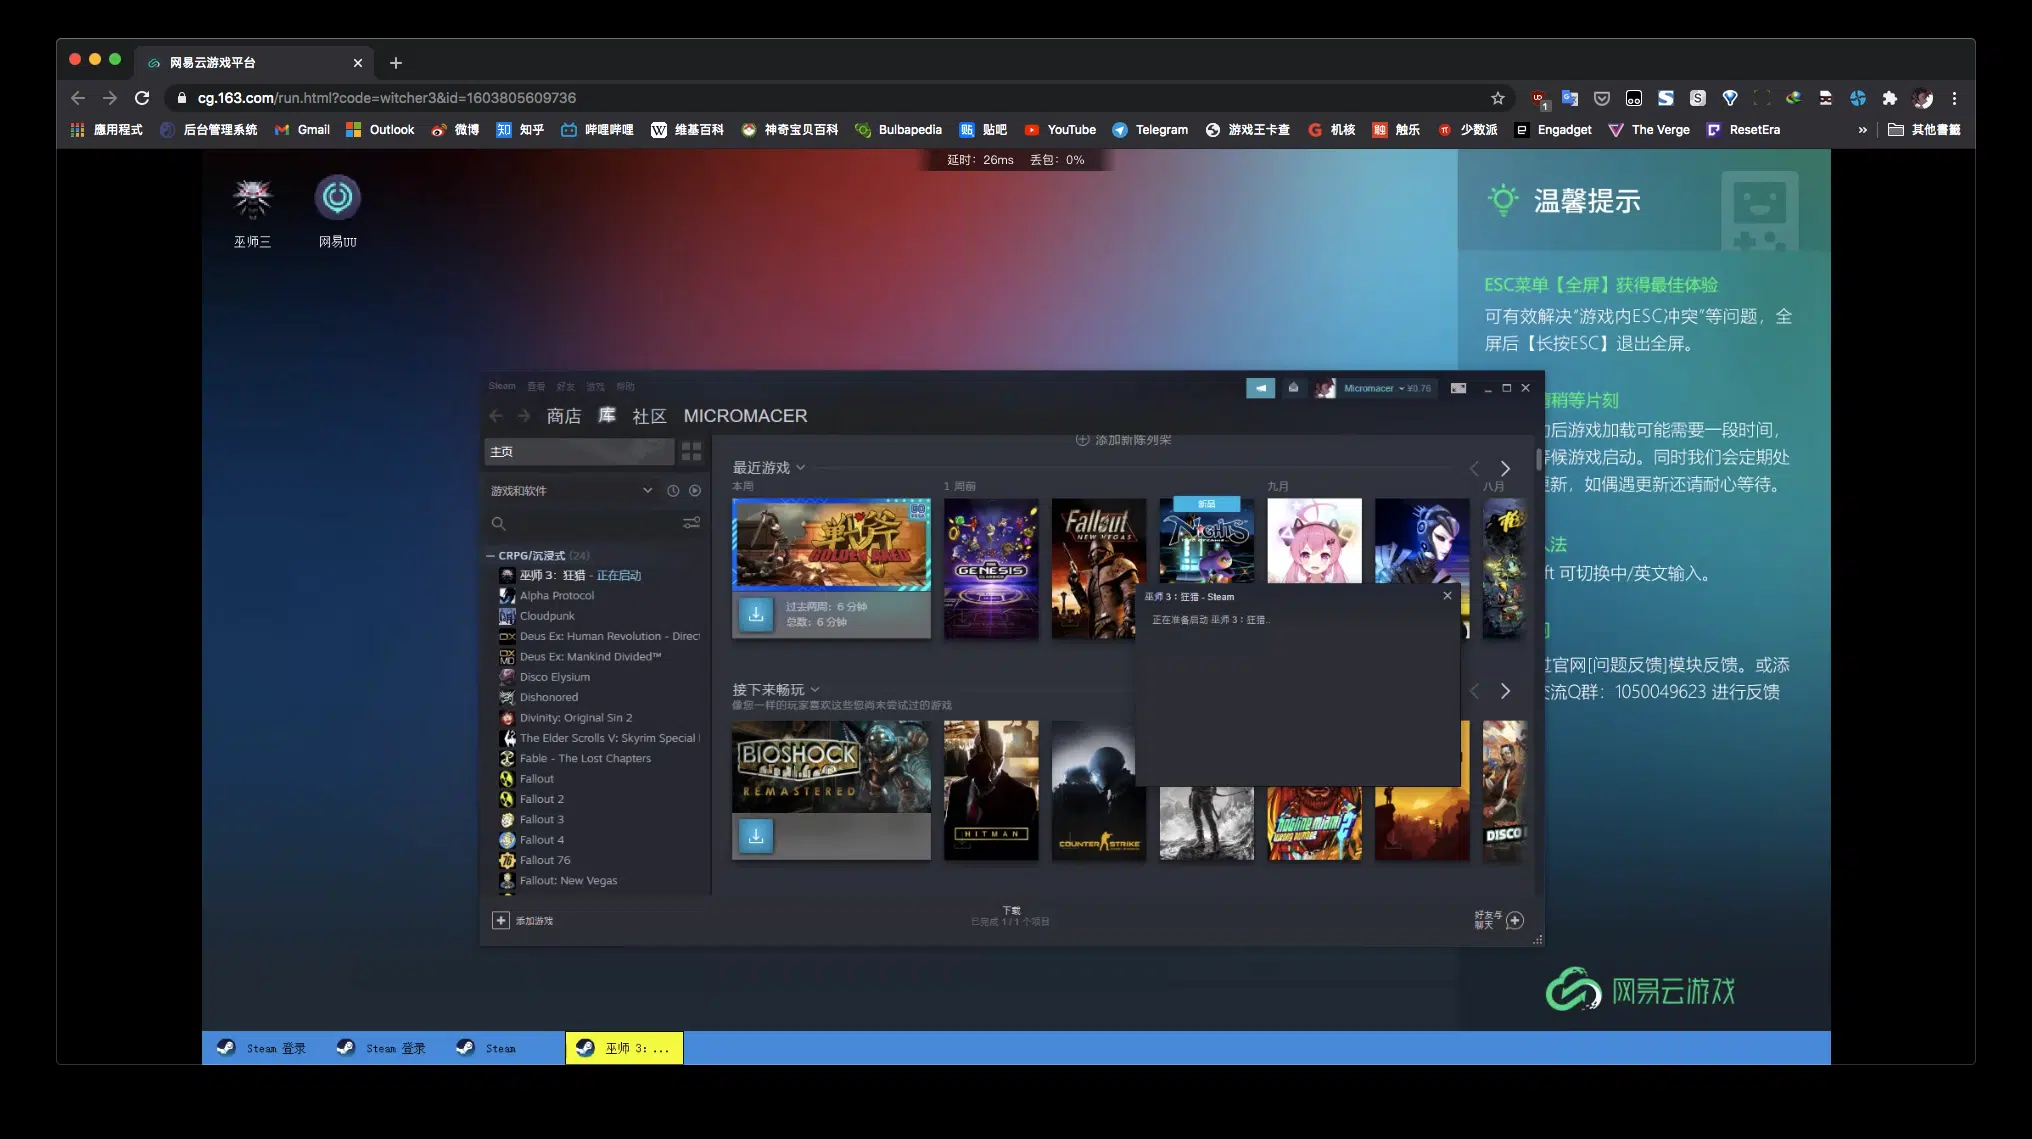 网易云游戏平台
cg.163.com/run.html?code=witcher3&id=1603805609736
應用程式 后台管理系统 Gmail Outlook 微博 知乎 哔哩哔哩 维基百科 神奇宝贝百科 Bulbapedia 贴吧 YouTube Telegram 游戏王卡查 机核 触乐 少数派 Engadget The Verge ResetEra » 其他書籤
延时：26ms 丢包：0%
巫师三
网易UU
温馨提示
ESC菜单【全屏】获得最佳体验
可有效解决“游戏内ESC冲突”等问题，全
屏后【长按ESC】退出全屏。
稍等片刻
后游戏加载可能需要一段时间，
候游戏启动。同时我们会定期处
新，如偶遇更新还请耐心等待。
法
ft 可切换中/英文输入。
过官网[问题反馈]模块反馈。或添
交流Q群：1050049623 进行反馈
网易云游戏
Steam 查看 好友 游戏 帮助
Micromacer ¥0.76
商店 库 社区 MICROMACER
主页
游戏和软件
CRPG/沉浸式 (24)
巫师 3：狂猎 - 正在启动
Alpha Protocol
Cloudpunk
Deus Ex: Human Revolution - Direc
Deus Ex: Mankind Divided™
Disco Elysium
Dishonored
Divinity: Original Sin 2
The Elder Scrolls V: Skyrim Special
Fable - The Lost Chapters
Fallout
Fallout 2
Fallout 3
Fallout 4
Fallout 76
Fallout: New Vegas
添加游戏
添加新陈列架
最近游戏
本周
1 周前
九月
八月
战斧
GOLDEN AXED
过去两周：6 分钟
总数：6 分钟
GENESIS
CLASSICS
Fallout
NEW VEGAS
新品
NiGHTS
巫师 3：狂猎 - Steam
正在准备启动 巫师 3：狂猎..
接下来畅玩
像您一样的玩家喜欢这些您尚未尝试过的游戏
BIOSHOCK
REMASTERED
HITMAN
COUNTER STRIKE
hotline miami 2
DISCO
下载
已完成 1 / 1 个项目
好友与
聊天
Steam 登录
Steam 登录
Steam
巫师 3：...